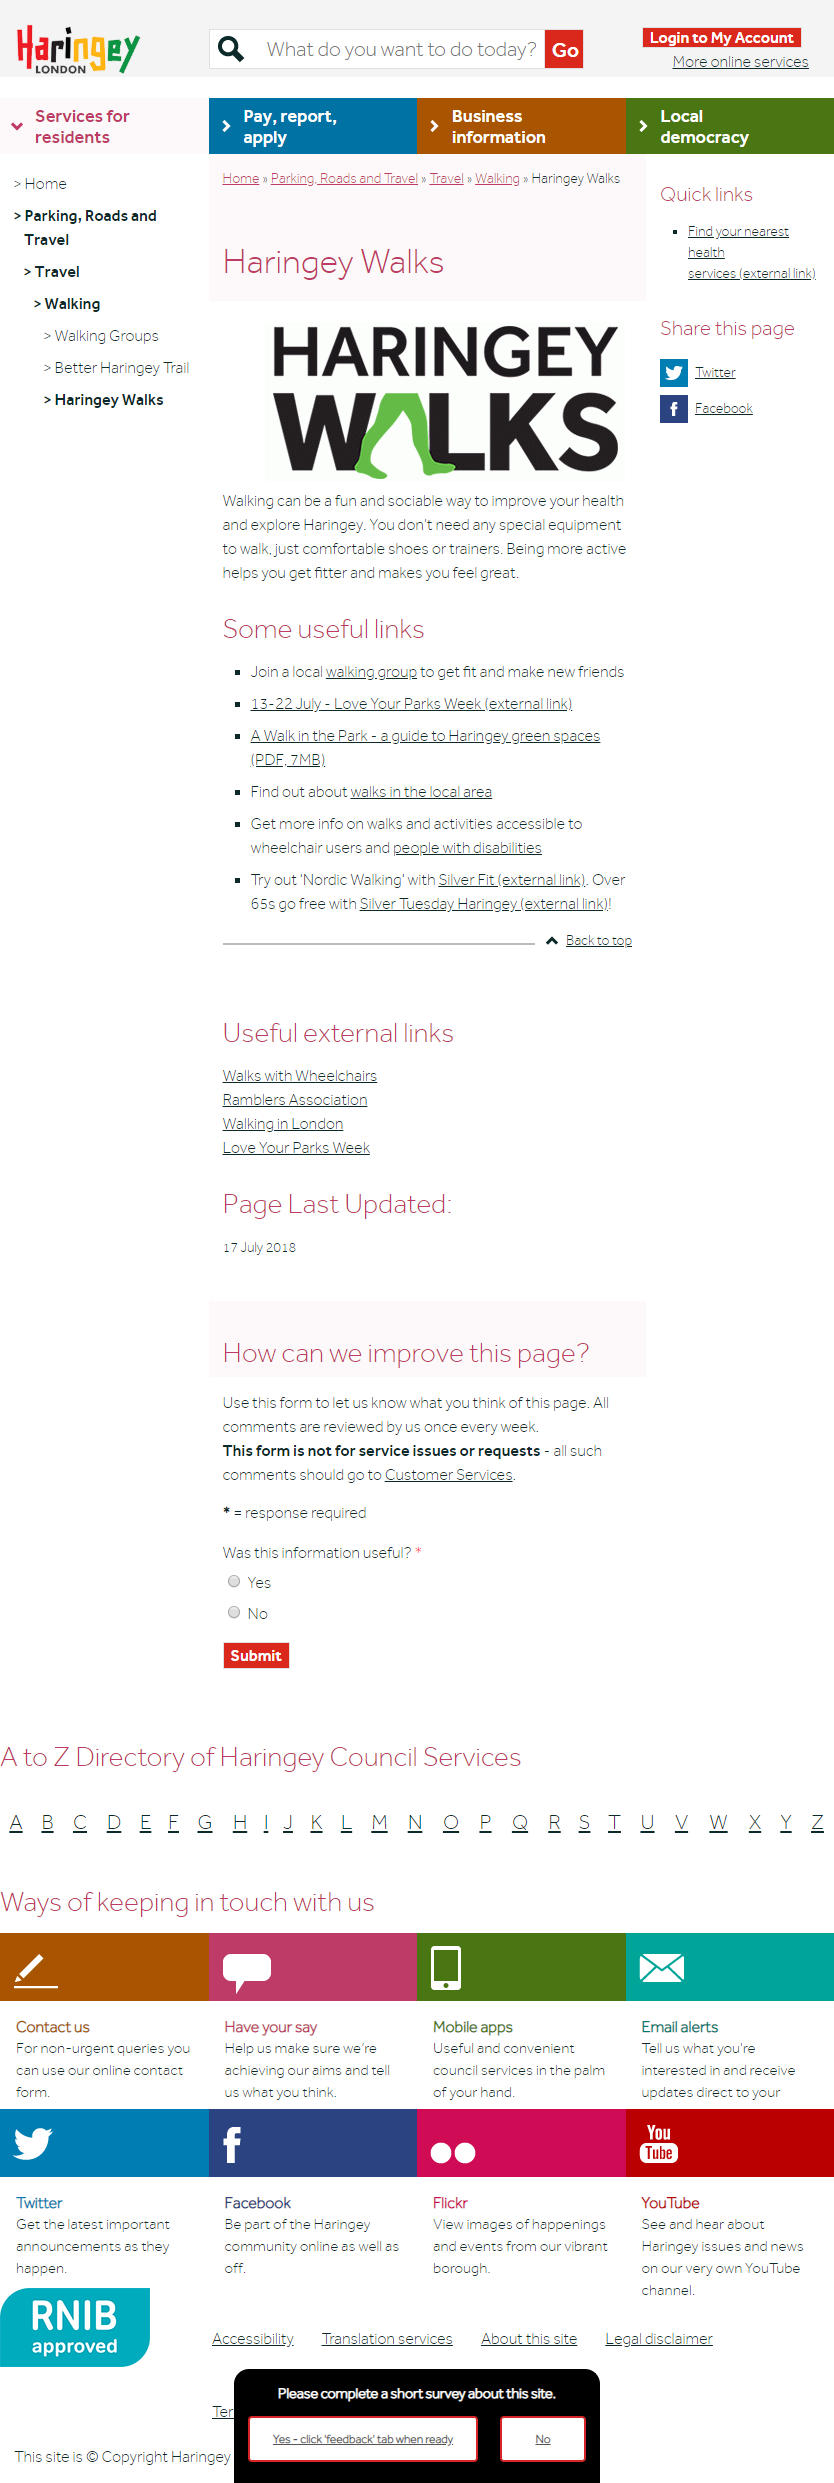 Haringey
LONDON
What do you want to do today?
Go
Login to My Account
More online services
Services for
residents
Pay, report,
apply
Business
information
Local
democracy
> Home
> Parking, Roads and
Travel
> Travel
> Walking
> Walking Groups
> Better Haringey Trail
> Haringey Walks
Home » Parking, Roads and Travel » Travel » Walking » Haringey Walks
Haringey Walks
HARINGEY
WALKS
Walking can be a fun and sociable way to improve your health
and explore Haringey. You don't need any special equipment
to walk, just comfortable shoes or trainers. Being more active
helps you get fitter and makes you feel great.
Some useful links
Join a local walking group to get fit and make new friends
13-22 July - Love Your Parks Week (external link)
A Walk in the Park - a guide to Haringey green spaces
(PDF, 7MB)
Find out about walks in the local area
Get more info on walks and activities accessible to
wheelchair users and people with disabilities
Try out 'Nordic Walking' with Silver Fit (external link). Over
65s go free with Silver Tuesday Haringey (external link)!
Back to top
Useful external links
Walks with Wheelchairs
Ramblers Association
Walking in London
Love Your Parks Week
Page Last Updated:
17 July 2018
Quick links
Find your nearest
health
services (external link)
Share this page
Twitter
Facebook
How can we improve this page?
Use this form to let us know what you think of this page. All
comments are reviewed by us once every week.
This form is not for service issues or requests - all such
comments should go to Customer Services.
* = response required
Was this information useful? *
Yes
No
Submit
A to Z Directory of Haringey Council Services
A B C D E F G H I J K L M N O P Q R S T U V W X Y Z
Ways of keeping in touch with us
Contact us
For non-urgent queries you
can use our online contact
form.
Have your say
Help us make sure we're
achieving our aims and tell
us what you think.
Mobile apps
Useful and convenient
council services in the palm
of your hand.
Email alerts
Tell us what you're
interested in and receive
updates direct to your
You
Tube
Twitter
Get the latest important
announcements as they
happen.
Facebook
Be part of the Haringey
community online as well as
off.
Flickr
View images of happenings
and events from our vibrant
borough.
YouTube
See and hear about
Haringey issues and news
on our very own YouTube
channel.
RNIB
approved
Accessibility Translation services About this site Legal disclaimer
Ter
This site is © Copyright Haringey
Please complete a short survey about this site.
Yes - click 'feedback' tab when ready
No